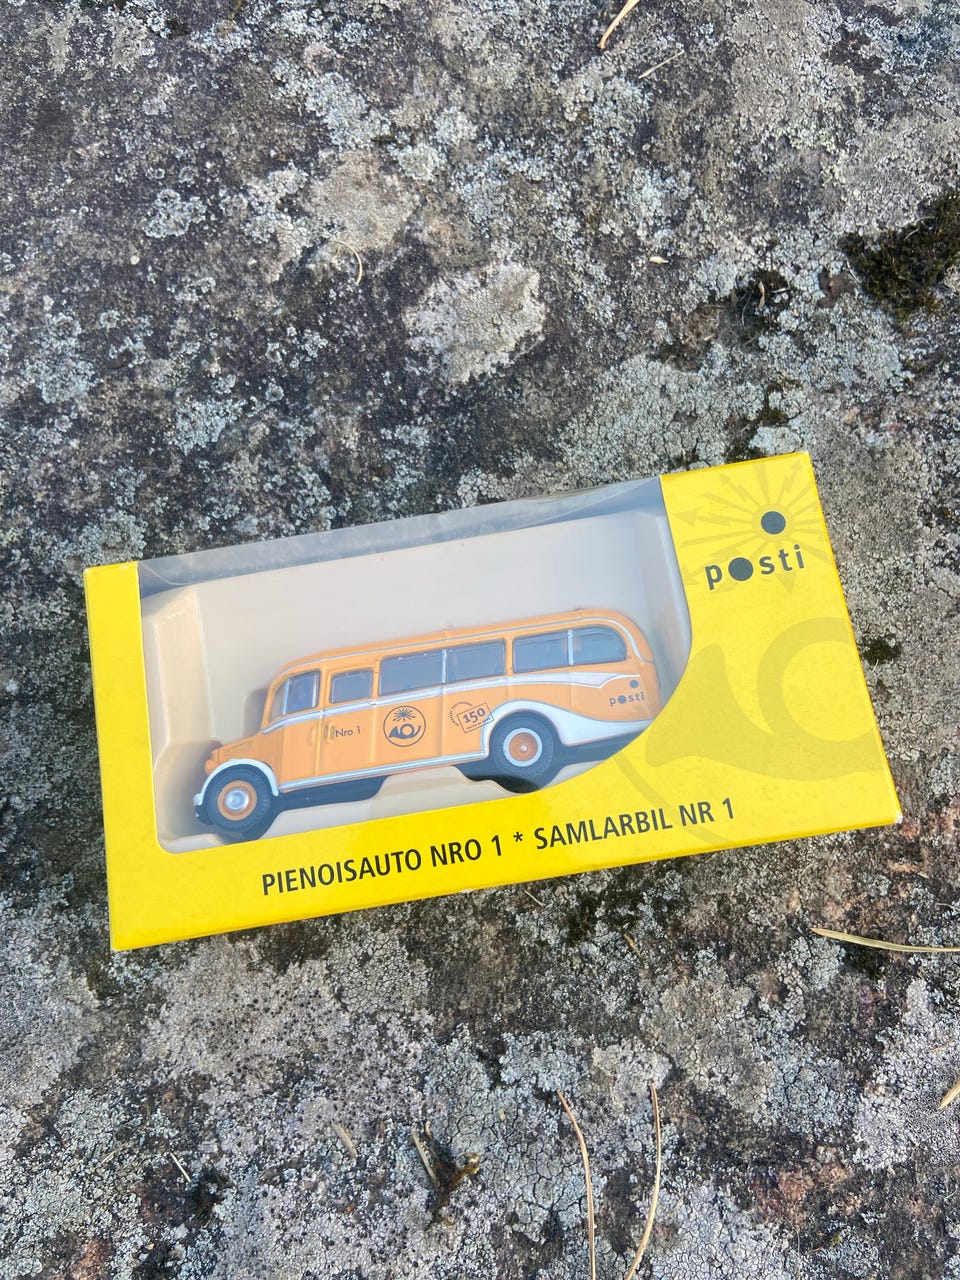 posti
Nro 1
150
posti
PIENOISAUTO NRO 1 * SAMLARBIL NR 1